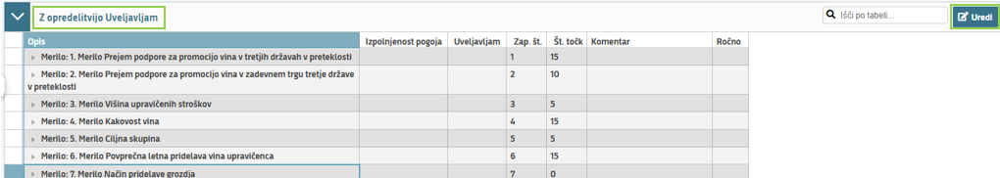 Z opredelitvijo Uveljavljam
Išči po tabeli...
Uredi
Opis Izpolnjenost pogoja Uveljavljam Zap. št. Št. točk Komentar Ročno
Merilo: 1. Merilo Prejem podpore za promocijo vina v tretjih državah v preteklosti 1 15
Merilo: 2. Merilo Prejem podpore za promocijo vina v zadevnem trgu tretje države 2 10
v preteklosti
Merilo: 3. Merilo Višina upravičenih stroškov 3 5
Merilo: 4. Merilo Kakovost vina 4 15
Merilo: 5. Merilo Ciljna skupina 5 5
Merilo: 6. Merilo Povprečna letna pridelava vina upravičenca 6 15
Merilo: 7. Merilo Način pridelave grozdja 7 0